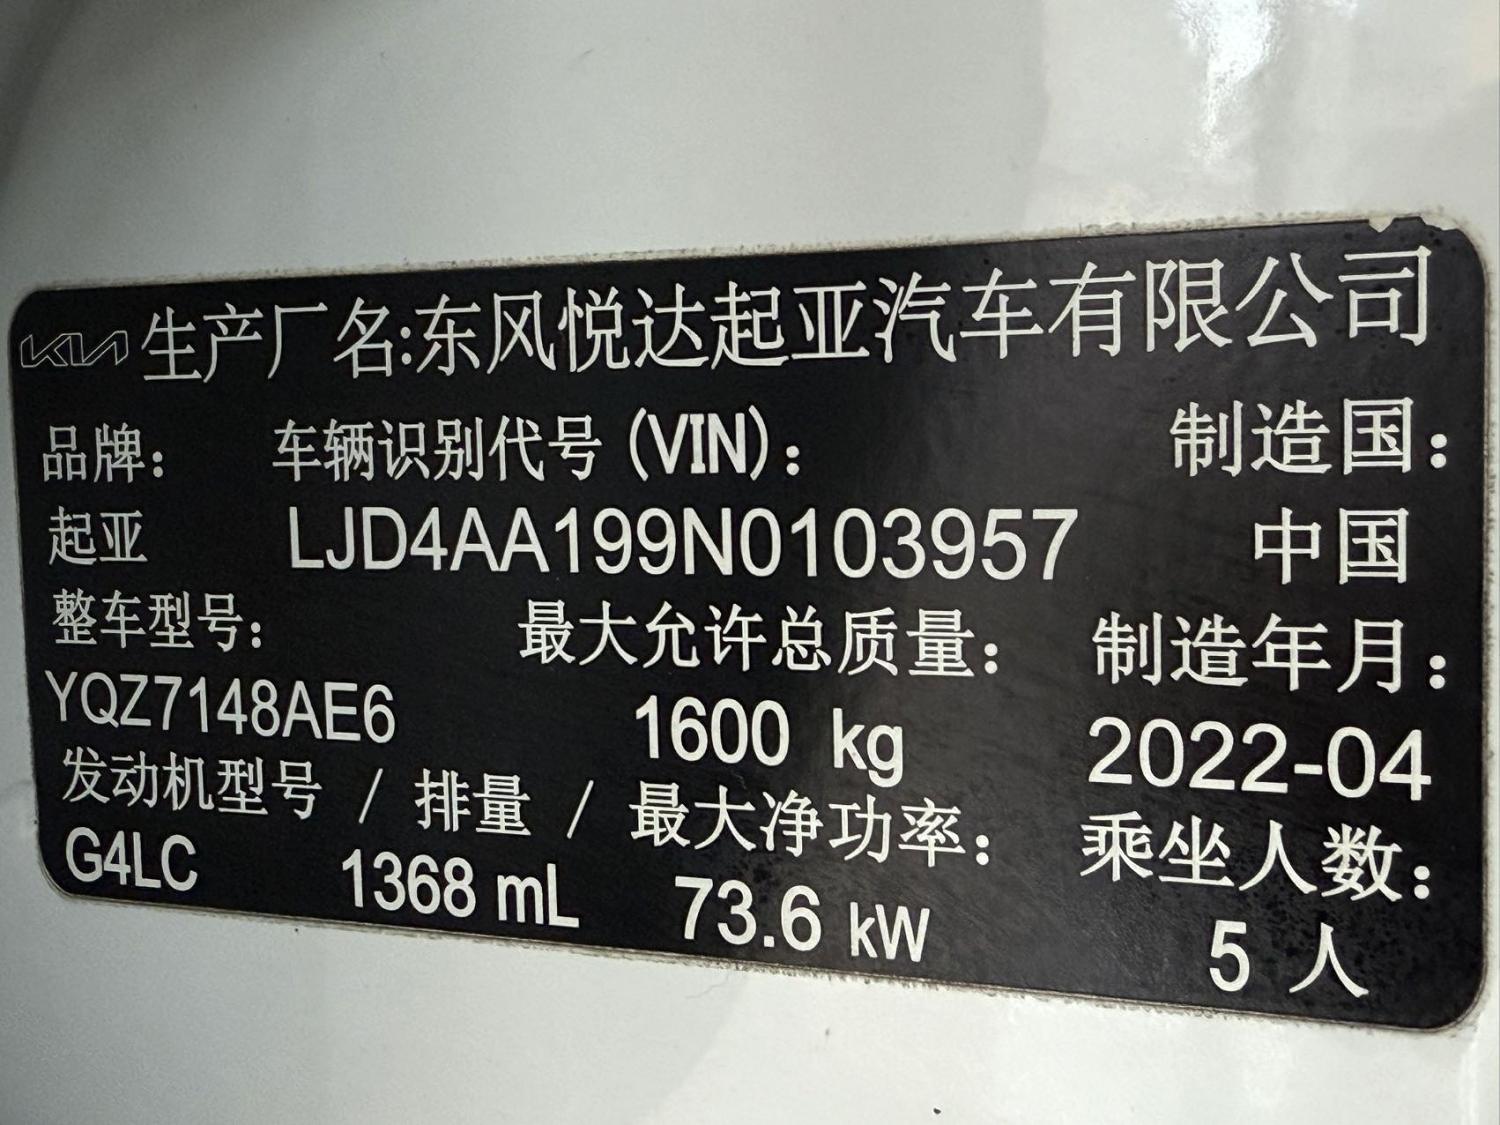 KIA 生产厂名:东风悦达起亚汽车有限公司
品牌: 车辆识别代号(VIN): 制造国:
起亚 LJD4AA199N0103957 中国
整车型号: 最大允许总质量: 制造年月:
YQZ7148AE6 1600 kg 2022-04
发动机型号 / 排量 / 最大净功率: 乘坐人数:
G4LC 1368 mL 73.6 kW 5 人